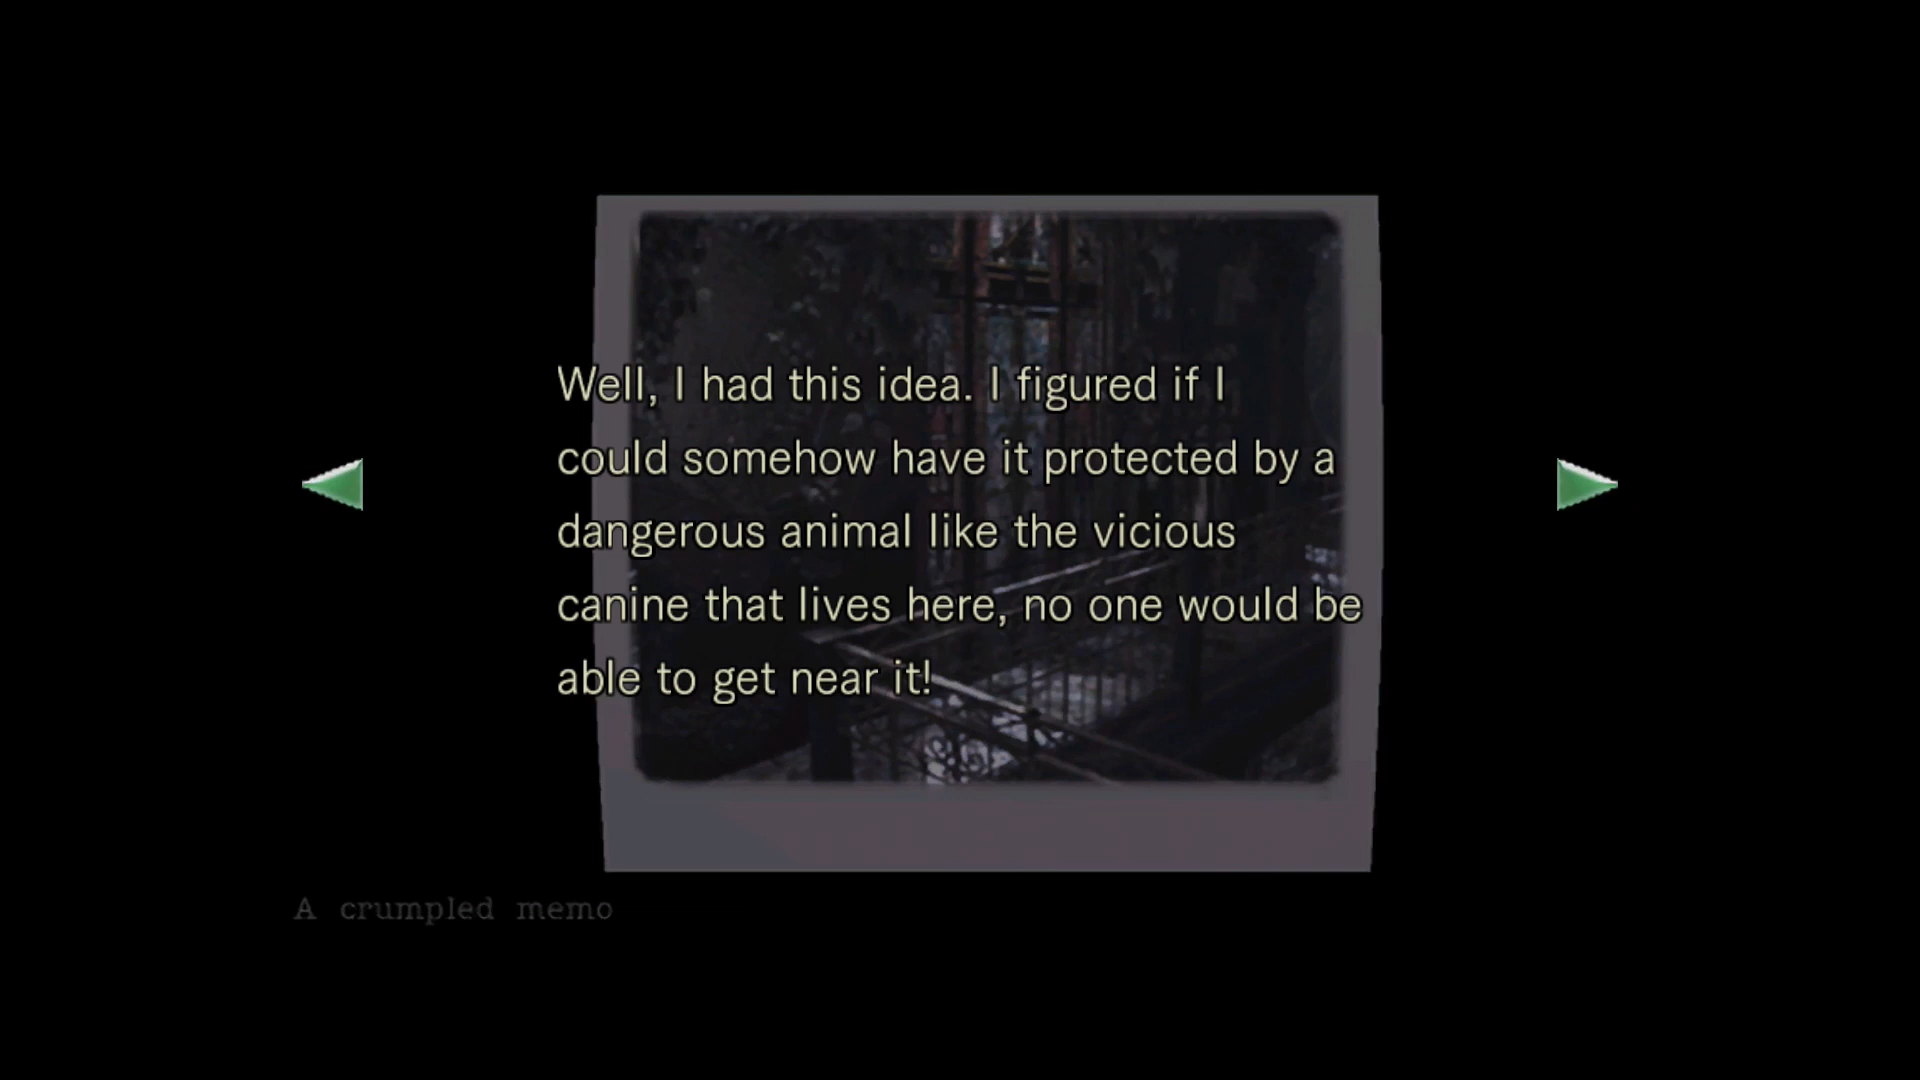 Well, I had this idea. I figured if I
could somehow have it protected by a
dangerous animal like the vicious
canine that lives here, no one would be
able to get near it!
A crumpled memo